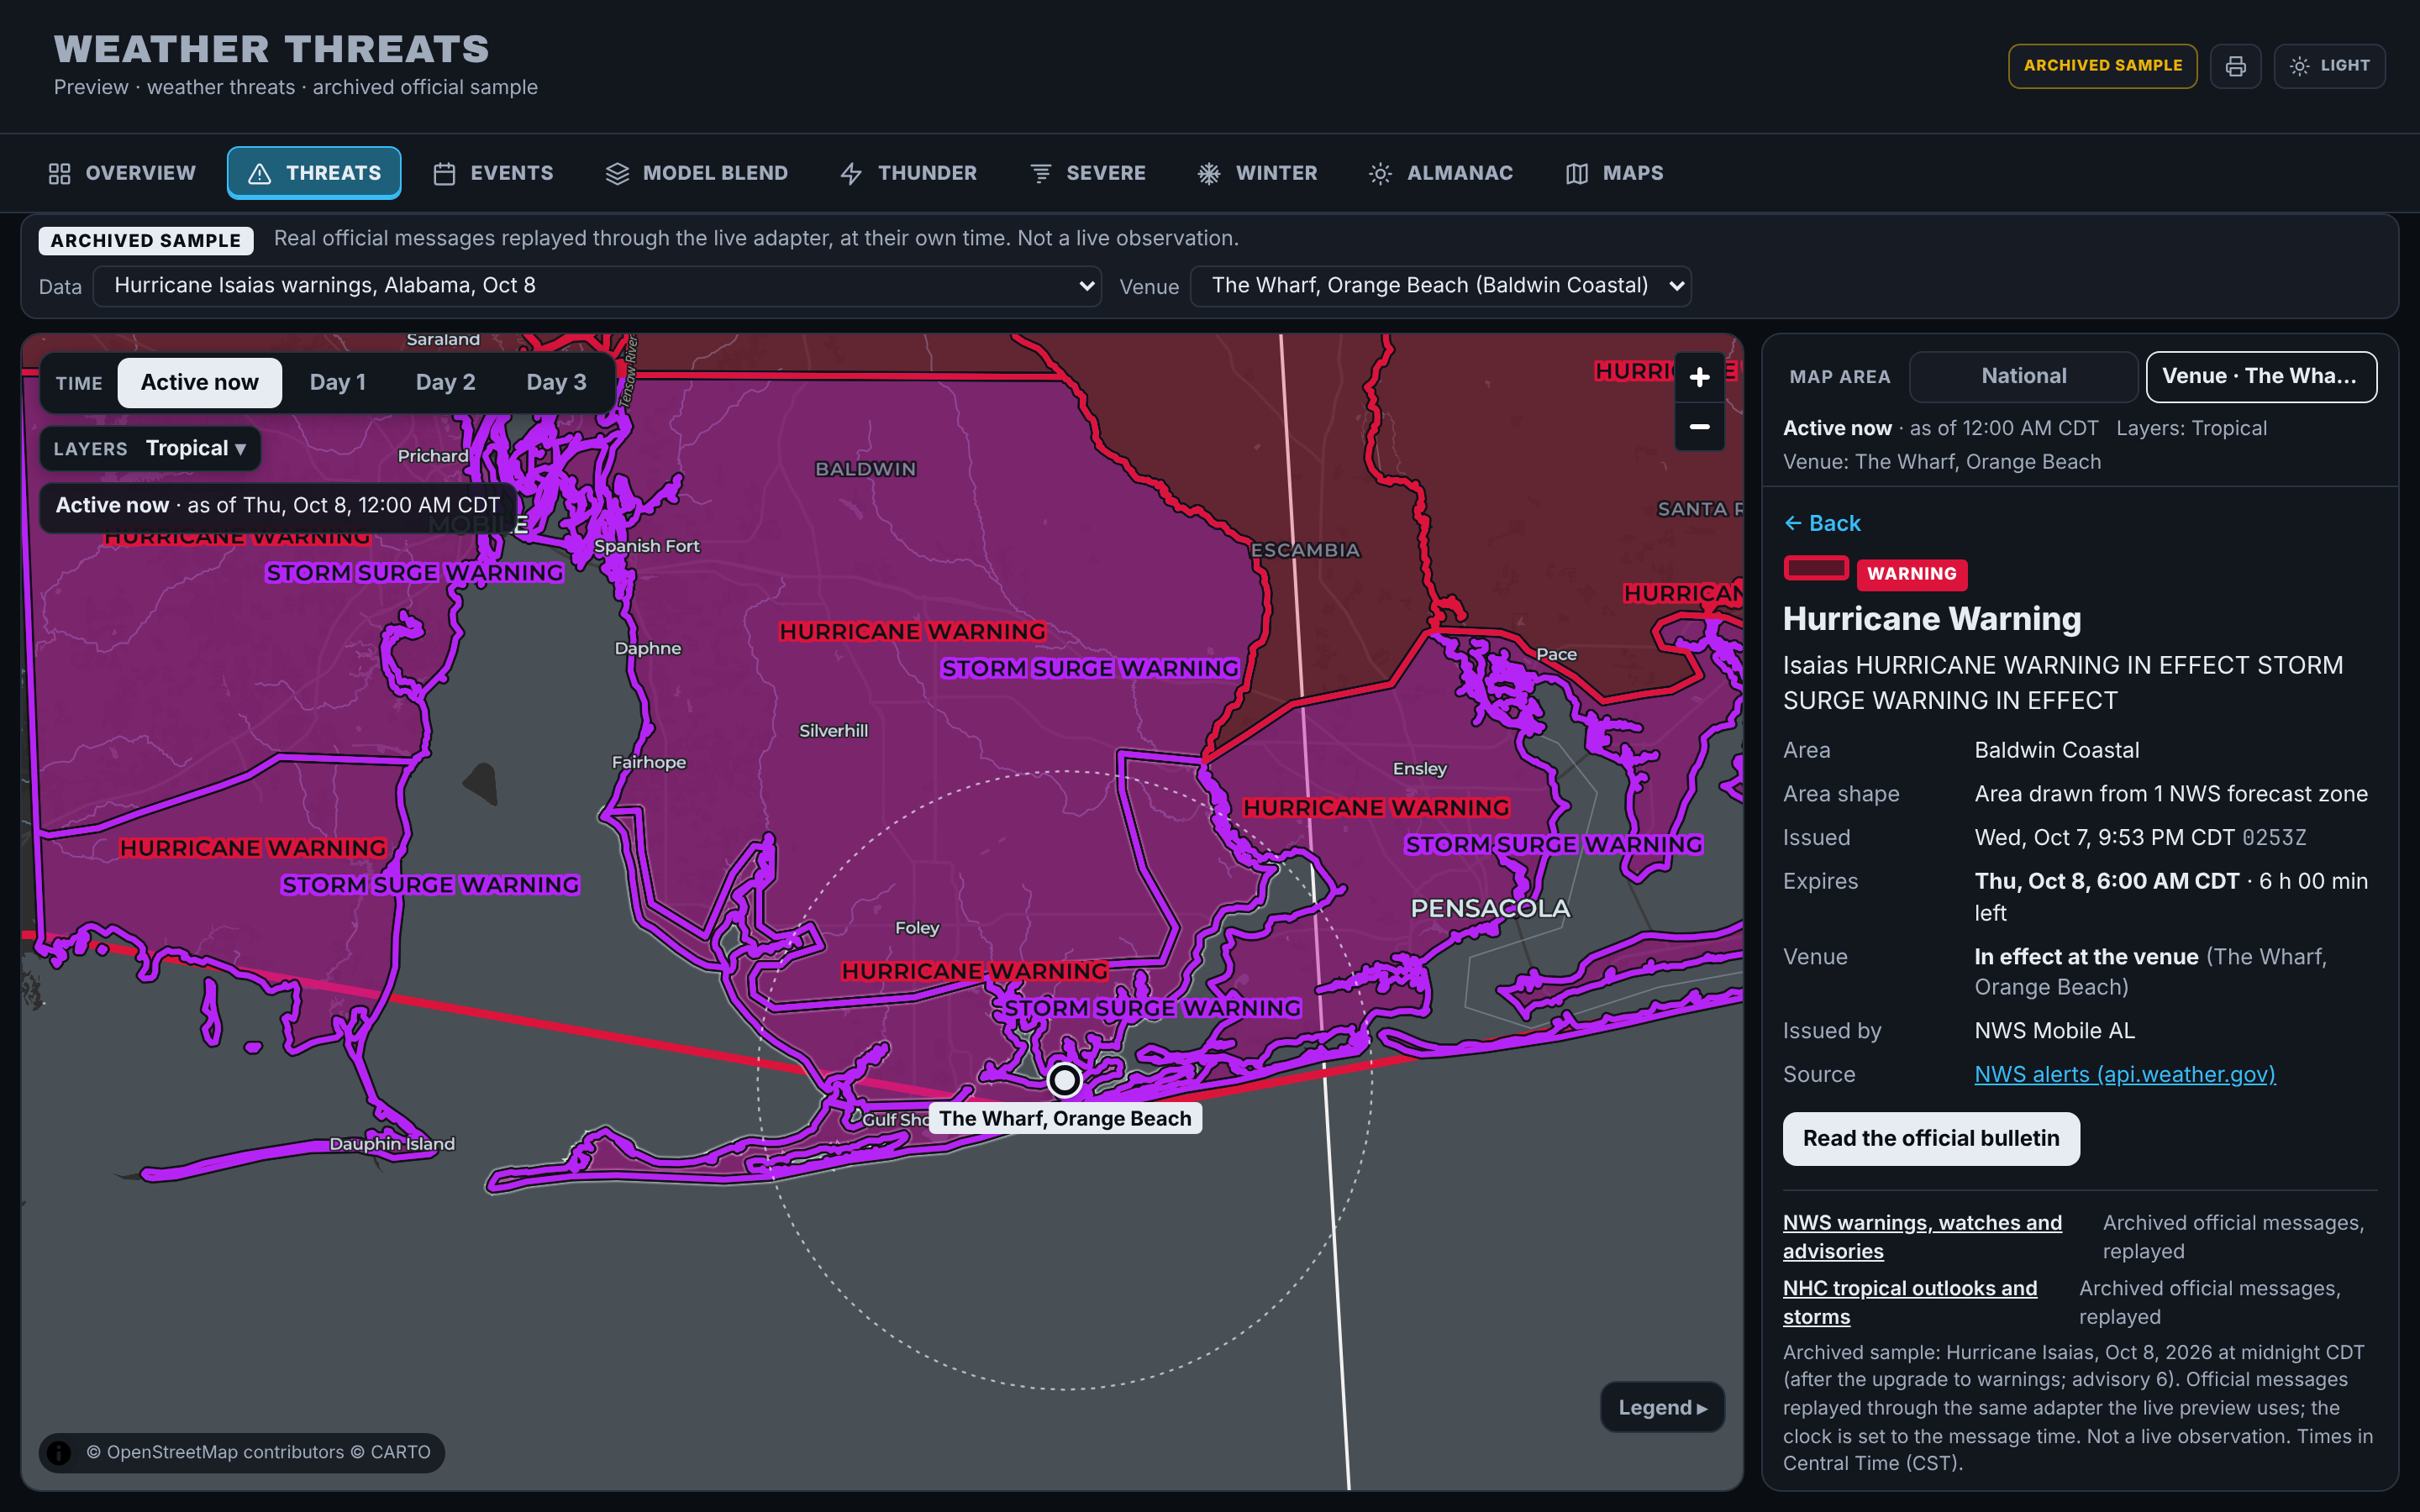 WEATHER THREATS
Preview · weather threats · archived official sample
ARCHIVED SAMPLE
LIGHT
OVERVIEW
THREATS
EVENTS
MODEL BLEND
THUNDER
SEVERE
WINTER
ALMANAC
MAPS
ARCHIVED SAMPLE Real official messages replayed through the live adapter, at their own time. Not a live observation.
Data Hurricane Isaias warnings, Alabama, Oct 8 Venue The Wharf, Orange Beach (Baldwin Coastal)
Saraland
TIME Active now Day 1 Day 2 Day 3
Tensaw River
LAYERS Tropical ▾
Prichard
Active now · as of Thu, Oct 8, 12:00 AM CDT
MOBILE
HURRICANE WARNING
STORM SURGE WARNING
Spanish Fort
BALDWIN
ESCAMBIA
SANTA R
HURRI E
+
−
HURRICANE WARNING
STORM SURGE WARNING
HURRICAN
Pace
Daphne
Silverhill
Fairhope
Ensley
HURRICANE WARNING
STORM SURGE WARNING
HURRICANE WARNING
STORM SURGE WARNING
PENSACOLA
Foley
HURRICANE WARNING
STORM SURGE WARNING
Gulf Sho
The Wharf, Orange Beach
Dauphin Island
Legend ▸
© OpenStreetMap contributors © CARTO
MAP AREA National Venue · The Wha...
Active now · as of 12:00 AM CDT Layers: Tropical
Venue: The Wharf, Orange Beach
← Back
WARNING
Hurricane Warning
Isaias HURRICANE WARNING IN EFFECT STORM
SURGE WARNING IN EFFECT
Area Baldwin Coastal
Area shape Area drawn from 1 NWS forecast zone
Issued Wed, Oct 7, 9:53 PM CDT 0253Z
Expires Thu, Oct 8, 6:00 AM CDT · 6 h 00 min
left
Venue In effect at the venue (The Wharf,
Orange Beach)
Issued by NWS Mobile AL
Source NWS alerts (api.weather.gov)
Read the official bulletin
NWS warnings, watches and
advisories
Archived official messages,
replayed
NHC tropical outlooks and
storms
Archived official messages,
replayed
Archived sample: Hurricane Isaias, Oct 8, 2026 at midnight CDT
(after the upgrade to warnings; advisory 6). Official messages
replayed through the same adapter the live preview uses; the
clock is set to the message time. Not a live observation. Times in
Central Time (CST).